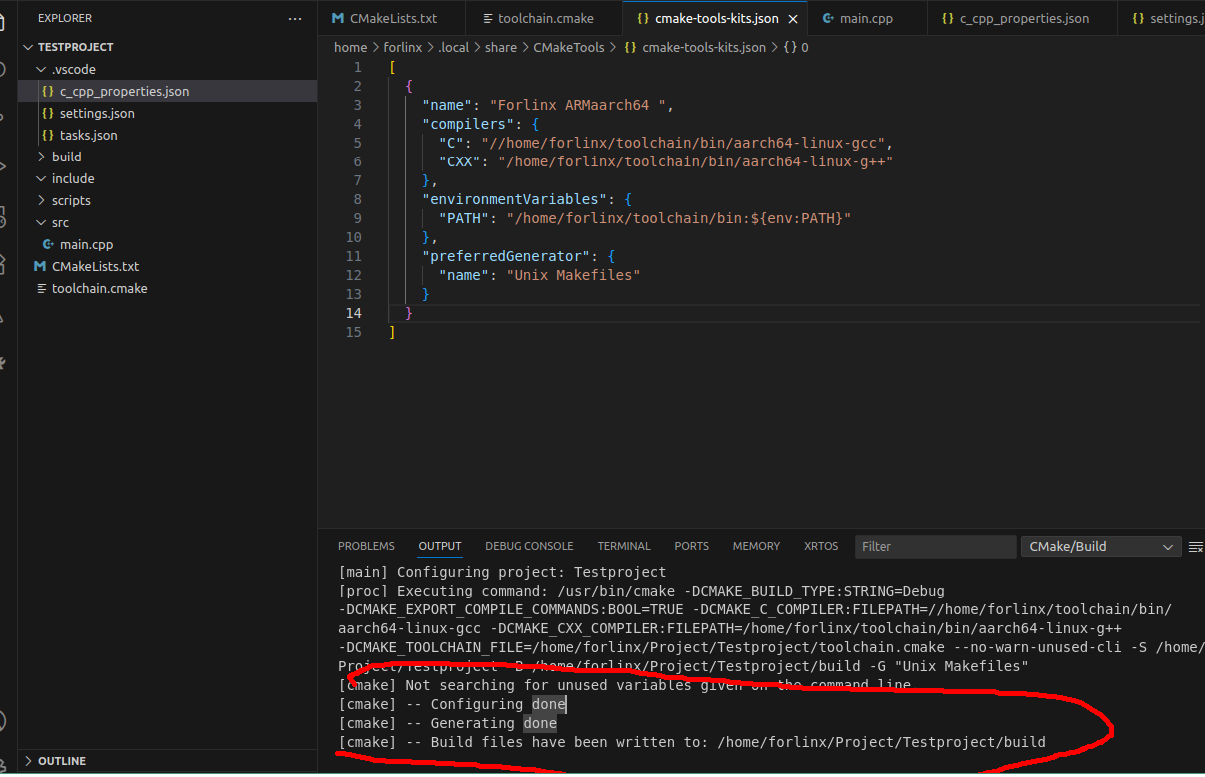 EXPLORER
TESTPROJECT
.vscode
{} c_cpp_properties.json
{} settings.json
{} tasks.json
build
include
scripts
src
main.cpp
M CMakeLists.txt
toolchain.cmake
OUTLINE
M CMakeLists.txt toolchain.cmake {} cmake-tools-kits.json main.cpp {} c_cpp_properties.json {} settings.j
home > forlinx > .local > share > CMakeTools > {} cmake-tools-kits.json > {} 0
1 [
2 {
3 "name": "Forlinx ARMaarch64 ",
4 "compilers": {
5 "C": "//home/forlinx/toolchain/bin/aarch64-linux-gcc",
6 "CXX": "/home/forlinx/toolchain/bin/aarch64-linux-g++"
7 },
8 "environmentVariables": {
9 "PATH": "/home/forlinx/toolchain/bin:${env:PATH}"
10 },
11 "preferredGenerator": {
12 "name": "Unix Makefiles"
13 }
14 }
15 ]
PROBLEMS OUTPUT DEBUG CONSOLE TERMINAL PORTS MEMORY XRTOS Filter CMake/Build
[main] Configuring project: Testproject
[proc] Executing command: /usr/bin/cmake -DCMAKE_BUILD_TYPE:STRING=Debug
-DCMAKE_EXPORT_COMPILE_COMMANDS:BOOL=TRUE -DCMAKE_C_COMPILER:FILEPATH=//home/forlinx/toolchain/bin/
aarch64-linux-gcc -DCMAKE_CXX_COMPILER:FILEPATH=/home/forlinx/toolchain/bin/aarch64-linux-g++
-DCMAKE_TOOLCHAIN_FILE=/home/forlinx/Project/Testproject/toolchain.cmake --no-warn-unused-cli -S /home/
Project/Testproject -B /home/forlinx/Project/Testproject/build -G "Unix Makefiles"
[cmake] Not searching for unused variables given on the command line.
[cmake] -- Configuring done
[cmake] -- Generating done
[cmake] -- Build files have been written to: /home/forlinx/Project/Testproject/build